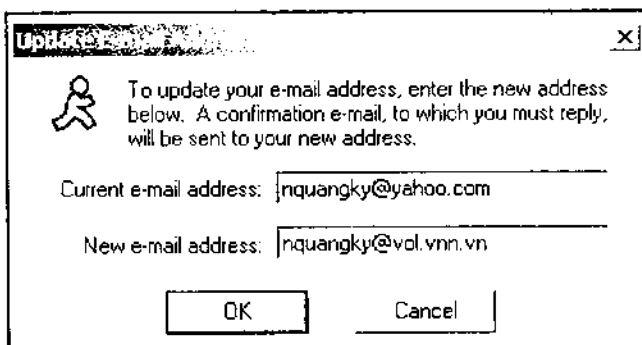 Update
To update your e-mail address, enter the new address
below. A confirmation e-mail, to which you must reply,
will be sent to your new address.
Current e-mail address: nquangky@yahoo.com
New e-mail address: nquangky@vol.vnn.vn
OK Cancel